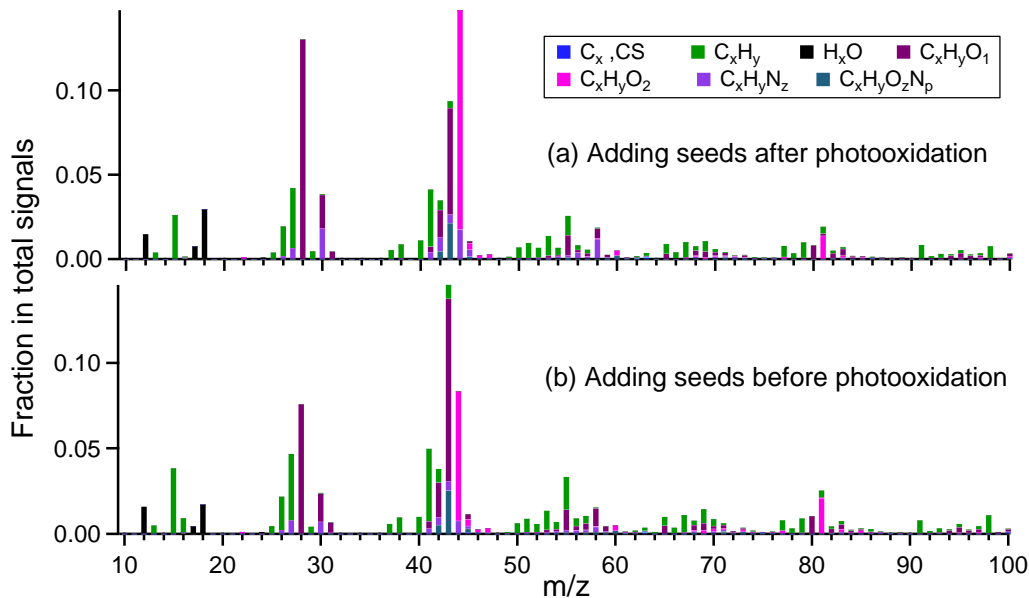 Fraction in total signals
0.10
0.05
0.00
Cx ,CS CxHy HxO CxHyO1
CxHyO2 CxHyNz CxHyOzNp
(a) Adding seeds after photooxidation
0.10
0.05
0.00
(b) Adding seeds before photooxidation
10 20 30 40 50 60 70 80 90 100
m/z